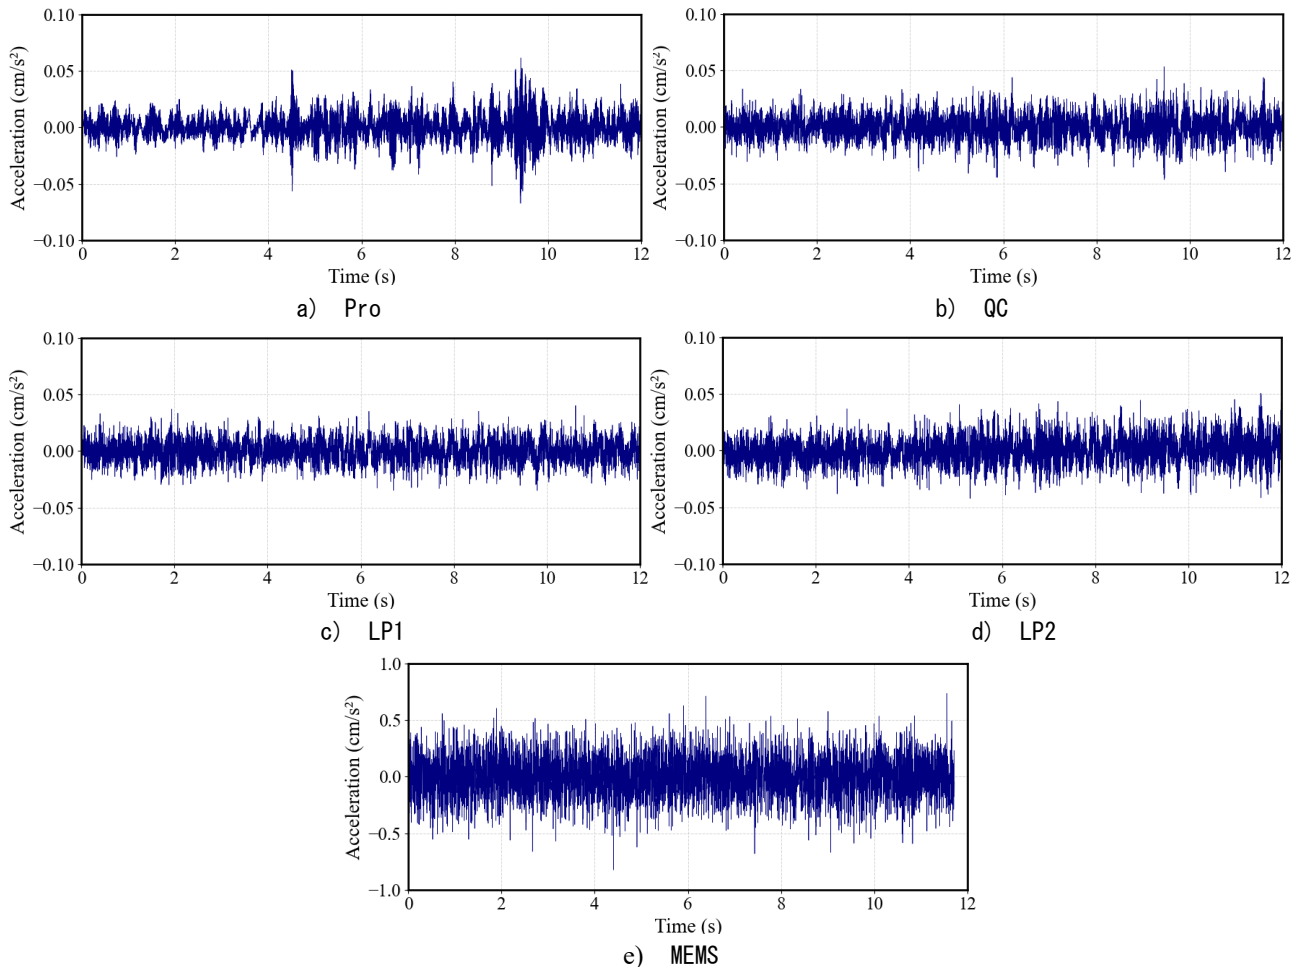 0.10
0.05
0.00
−0.05
−0.10
Acceleration (cm/s²)
0 2 4 6 8 10 12
Time (s)
a) Pro
0.10
0.05
0.00
−0.05
−0.10
Acceleration (cm/s²)
0 2 4 6 8 10 12
Time (s)
b) QC
0.10
0.05
0.00
−0.05
−0.10
Acceleration (cm/s²)
0 2 4 6 8 10 12
Time (s)
c) LP1
0.10
0.05
0.00
−0.05
−0.10
Acceleration (cm/s²)
0 2 4 6 8 10 12
Time (s)
d) LP2
1.0
0.5
0.0
−0.5
−1.0
Acceleration (cm/s²)
0 2 4 6 8 10 12
Time (s)
e) MEMS